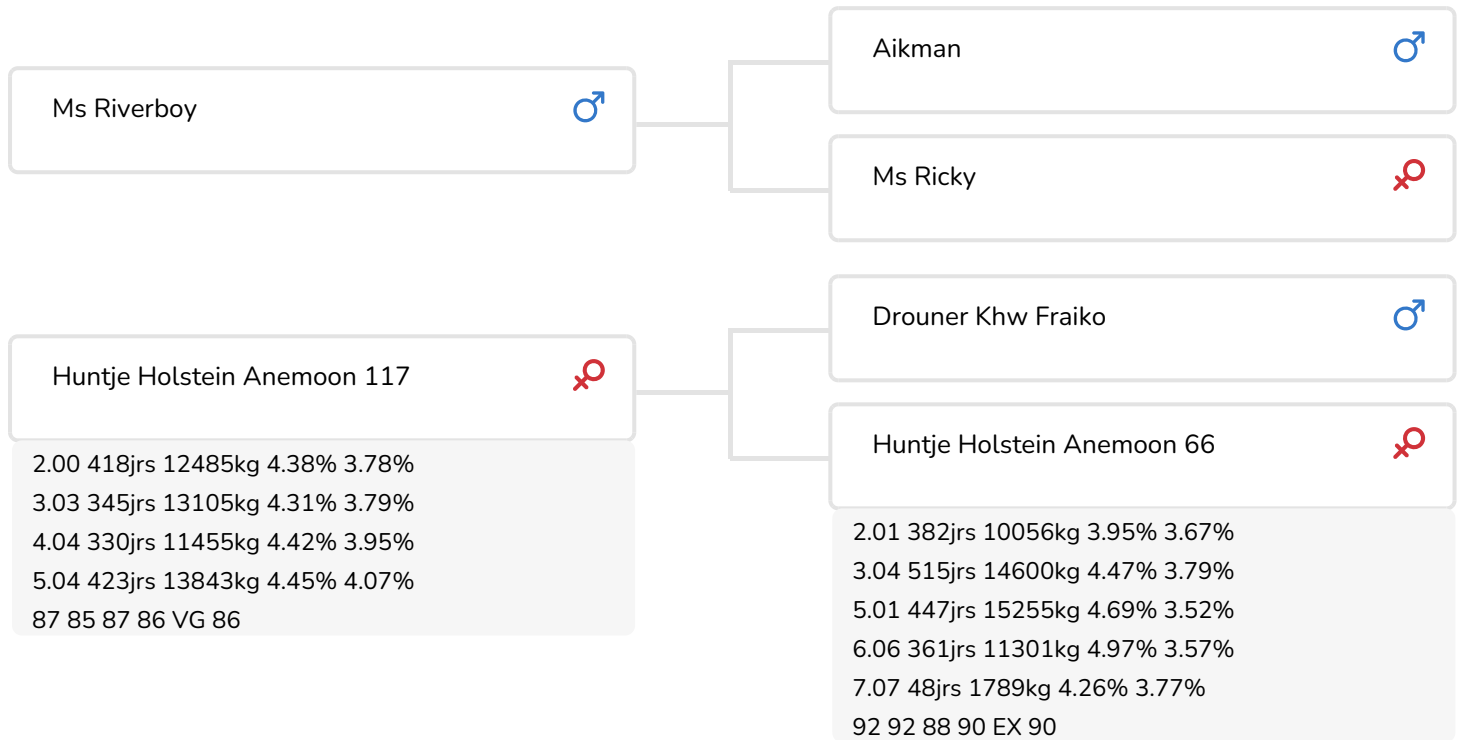 Aikman
Ms Riverboy
Ms Ricky
Drouner Khw Fraiko
Huntje Holstein Anemoon 117
Huntje Holstein Anemoon 66
2.00 418jrs 12485kg 4.38% 3.78%
3.03 345jrs 13105kg 4.31% 3.79%
4.04 330jrs 11455kg 4.42% 3.95%
5.04 423jrs 13843kg 4.45% 4.07%
87 85 87 86 VG 86
2.01 382jrs 10056kg 3.95% 3.67%
3.04 515jrs 14600kg 4.47% 3.79%
5.01 447jrs 15255kg 4.69% 3.52%
6.06 361jrs 11301kg 4.97% 3.57%
7.07 48jrs 1789kg 4.26% 3.77%
92 92 88 90 EX 90